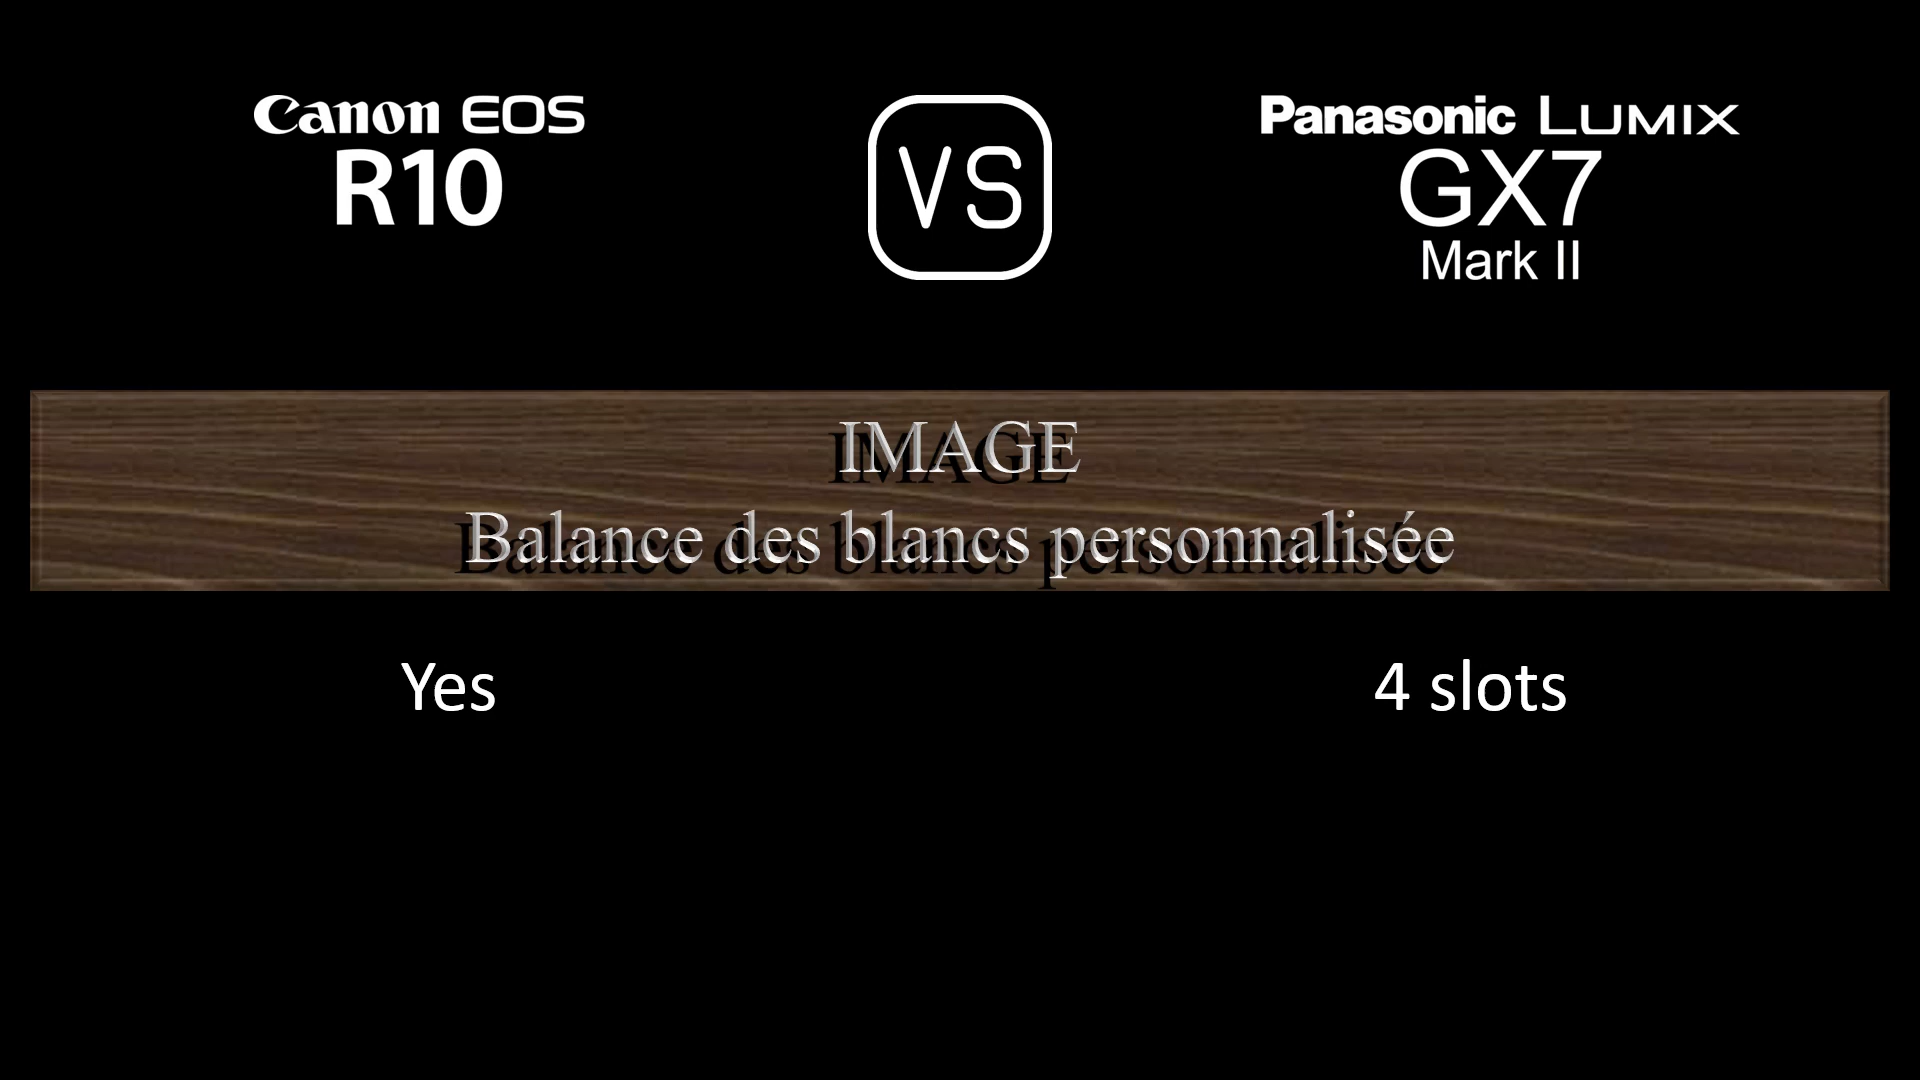 Canon EOS
R10
VS
Panasonic LUMIX
GX7
Mark II
IMAGE
Balance des blancs personnalisée
Yes
4 slots